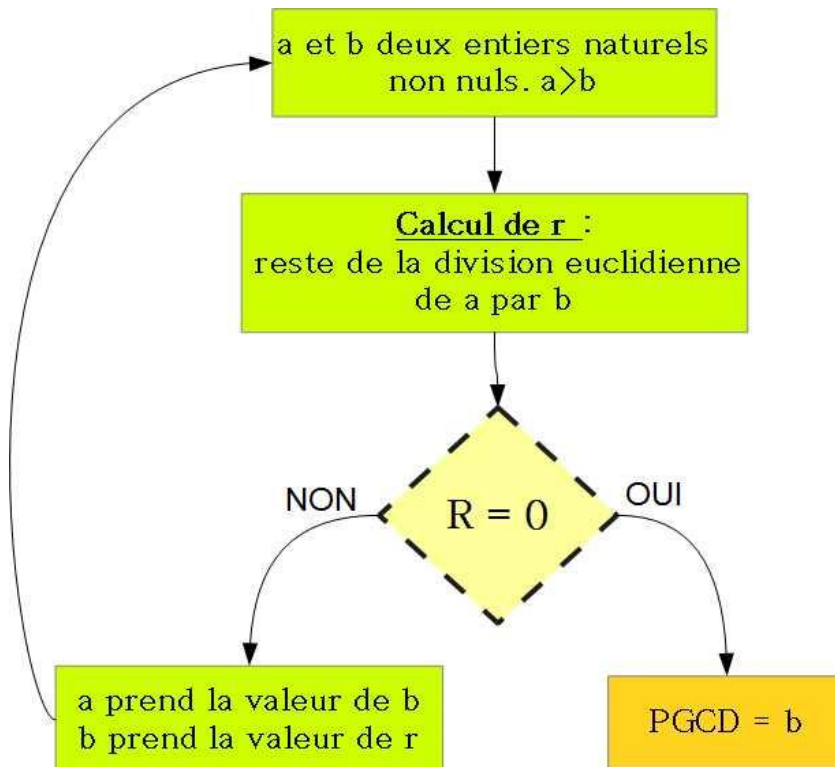 a et b deux entiers naturels
non nuls. a>b
Calcul de r :
reste de la division euclidienne
de a par b
NON
R = 0
OUI
a prend la valeur de b
b prend la valeur de r
PGCD = b